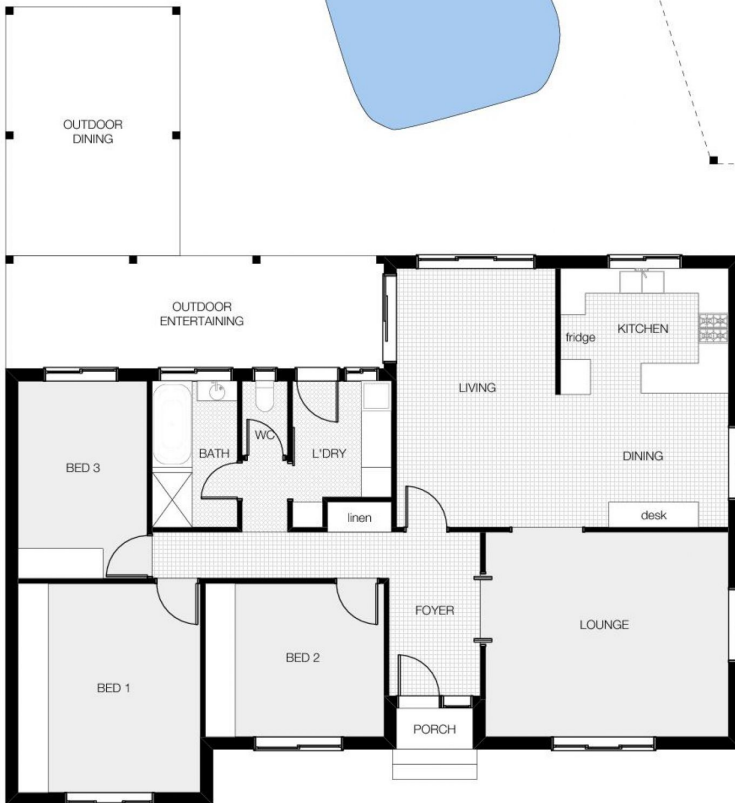 OUTDOOR
DINING
OUTDOOR
ENTERTAINING
fridge
KITCHEN
LIVING
WC
BATH
L'DRY
BED 3
DINING
linen
desk
FOYER
LOUNGE
BED 2
BED 1
PORCH